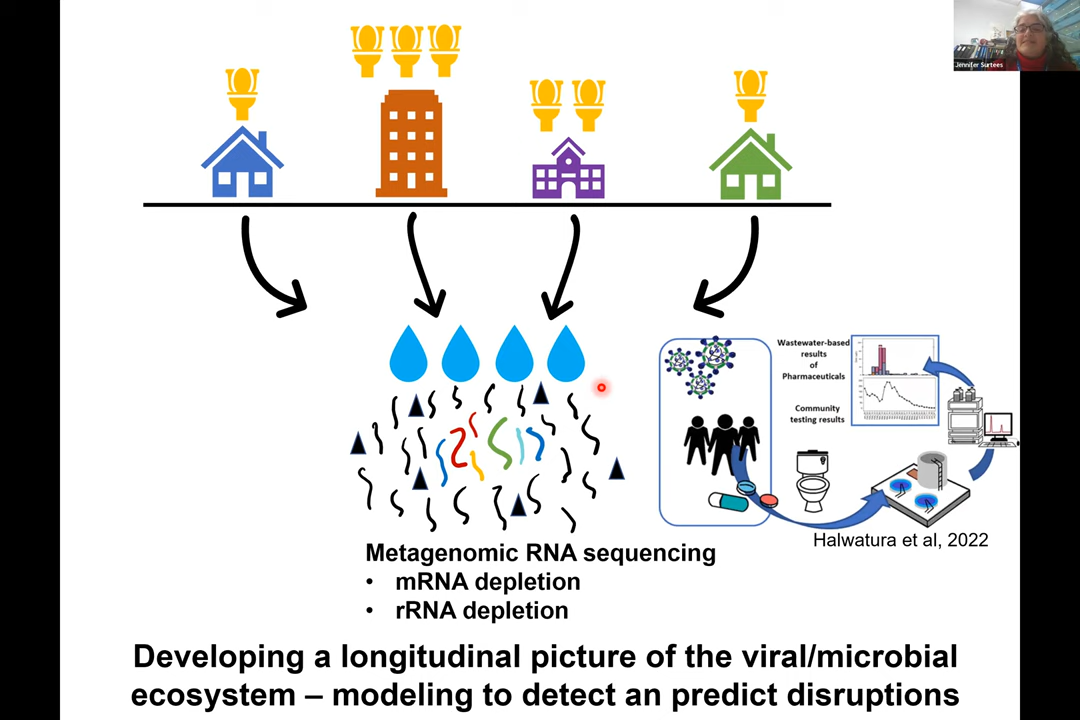 Jennifer Surtees
Wastewater-based
results
of
Pharmaceuticals
Community
testing results
Halwatura et al, 2022
Metagenomic RNA sequencing
• mRNA depletion
• rRNA depletion
Developing a longitudinal picture of the viral/microbial
ecosystem – modeling to detect an predict disruptions